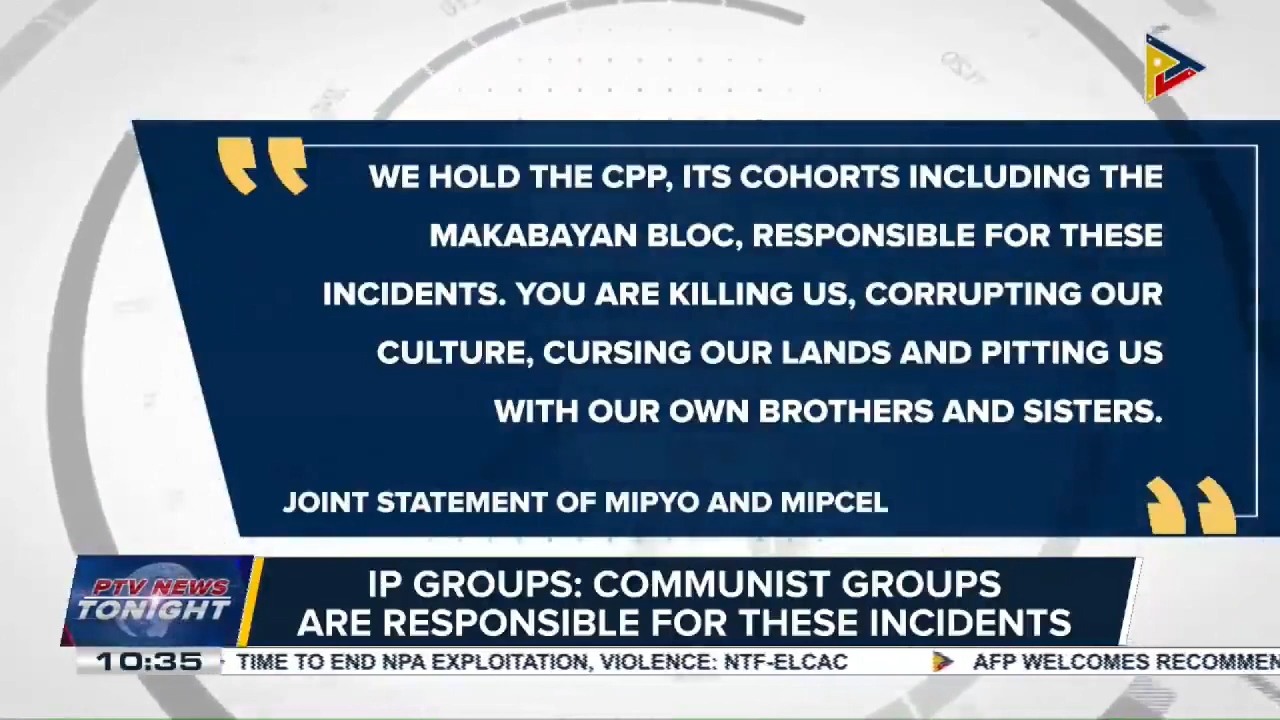 WE HOLD THE CPP, ITS COHORTS INCLUDING THE
MAKABAYAN BLOC, RESPONSIBLE FOR THESE
INCIDENTS. YOU ARE KILLING US, CORRUPTING OUR
CULTURE, CURSING OUR LANDS AND PITTING US
WITH OUR OWN BROTHERS AND SISTERS.
JOINT STATEMENT OF MIPYO AND MIPCEL
PTV NEWS
TONIGHT
IP GROUPS: COMMUNIST GROUPS
ARE RESPONSIBLE FOR THESE INCIDENTS
10:35
TIME TO END NPA EXPLOITATION, VIOLENCE: NTF-ELCAC
AFP WELCOMES RECOMMEN